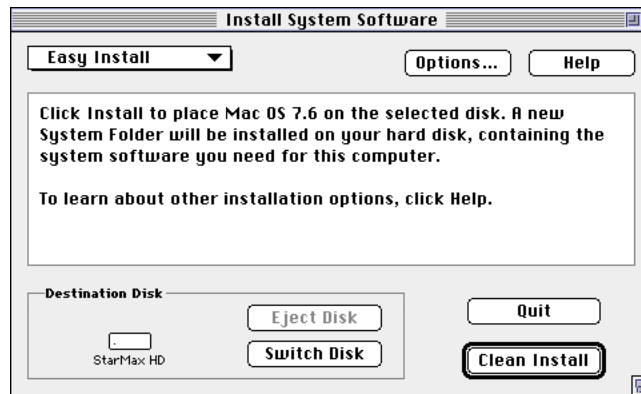 Install System Software
Easy Install
Options...
Help
Click Install to place Mac OS 7.6 on the selected disk. A new
System Folder will be installed on your hard disk, containing the
system software you need for this computer.
To learn about other installation options, click Help.
Destination Disk
Eject Disk
Quit
StarMax HD
Switch Disk
Clean Install